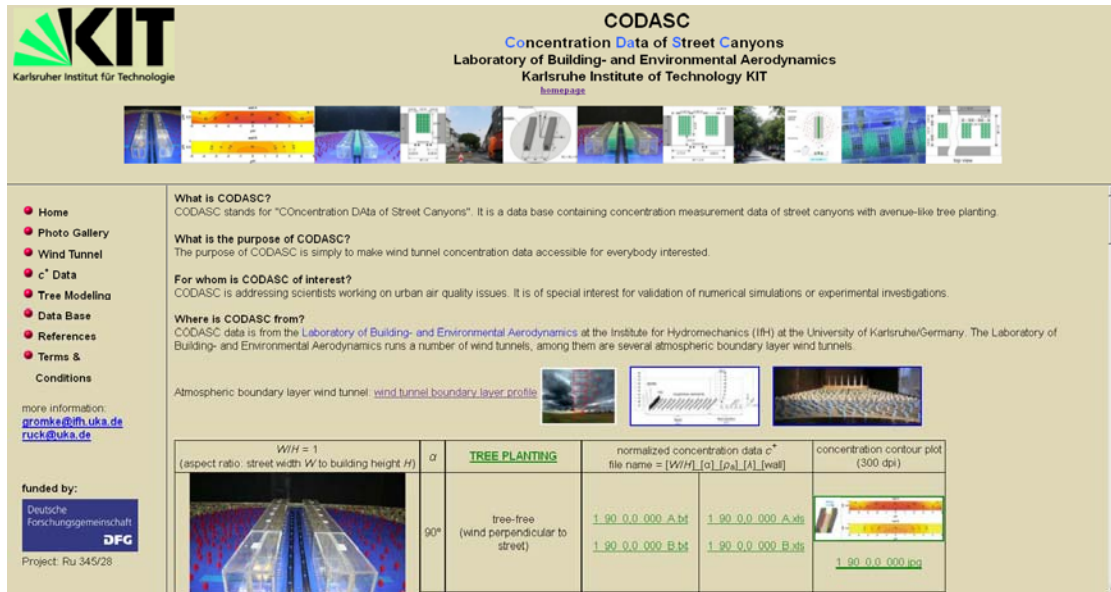 KIT
Karlsruher Institut für Technologie
CODASC
Concentration Data of Street Canyons
Laboratory of Building- and Environmental Aerodynamics
Karlsruhe Institute of Technology KIT
homepage
Home
Photo Gallery
Wind Tunnel
c⁺ Data
Tree Modeling
Data Base
References
Terms &
Conditions
more information:
gromke@ifh.uka.de
ruck@uka.de
funded by:
Deutsche
Forschungsgemeinschaft
DFG
Project: Ru 345/28
What is CODASC?
CODASC stands for "COncentration DAta of Street Canyons". It is a data base containing concentration measurement data of street canyons with avenue-like tree planting.
What is the purpose of CODASC?
The purpose of CODASC is simply to make wind tunnel concentration data accessible for everybody interested.
For whom is CODASC of interest?
CODASC is addressing scientists working on urban air quality issues. It is of special interest for validation of numerical simulations or experimental investigations.
Where is CODASC from?
CODASC data is from the Laboratory of Building- and Environmental Aerodynamics at the Institute for Hydromechanics (IfH) at the University of Karlsruhe/Germany. The Laboratory of
Building- and Environmental Aerodynamics runs a number of wind tunnels, among them are several atmospheric boundary layer wind tunnels.
Atmospheric boundary layer wind tunnel: wind tunnel boundary layer profile
W/H = 1
(aspect ratio: street width W to building height H)
α
TREE PLANTING
normalized concentration data c⁺
file name = [W/H]_[α]_[ρₐ]_[λ]_[wall]
concentration contour plot
(300 dpi)
90°
tree-free
(wind perpendicular to
street)
1_90_0,0_000_A.txt
1_90_0,0_000_A.xls
1_90_0,0_000_B.txt
1_90_0,0_000_B.xls
1_90_0,0_000.jpg